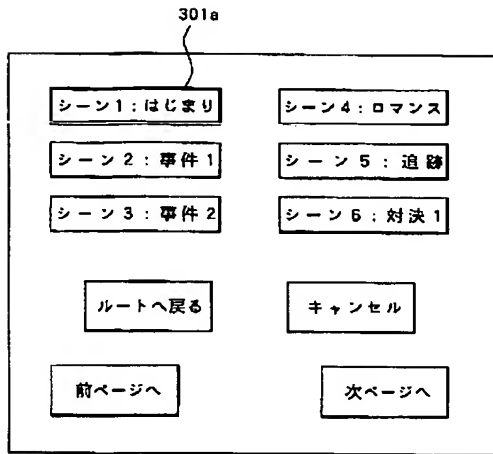 301a
シーン1：はじまり
シーン4：ロマンス
シーン2：事件1
シーン5：追跡
シーン3：事件2
シーン6：対決1
ルートへ戻る
キャンセル
前ページへ
次ページへ